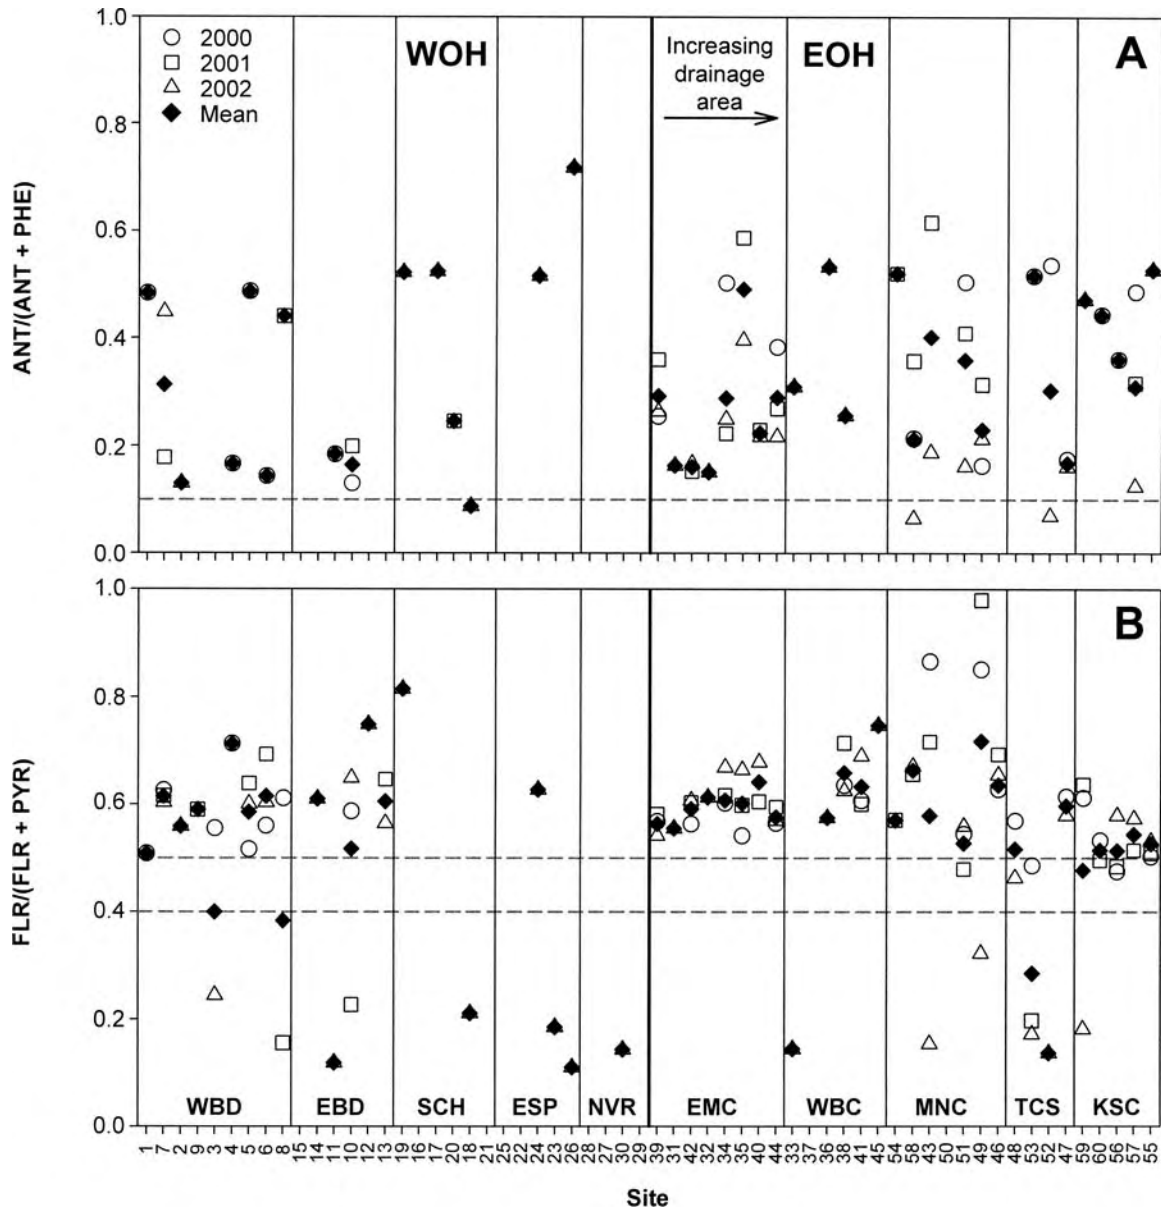 1.0
0.8
0.6
0.4
0.2
0.0
ANT/(ANT + PHE)
2000
2001
2002
Mean
WOH
Increasing
drainage
area
EOH
A
1.0
0.8
0.6
0.4
0.2
0.0
FLR/(FLR + PYR)
B
WBD EBD SCH ESP NVR EMC WBC MNC TCS KSC
1 7 2 9 3 4 5 6 8 15 14 11 10 12 13 19 16 17 20 18 21 25 22 24 23 26 28 27 30 29 39 31 42 32 34 35 40 44 33 37 36 38 41 45 54 58 43 50 51 49 46 48 53 52 47 59 60 56 57 55
Site